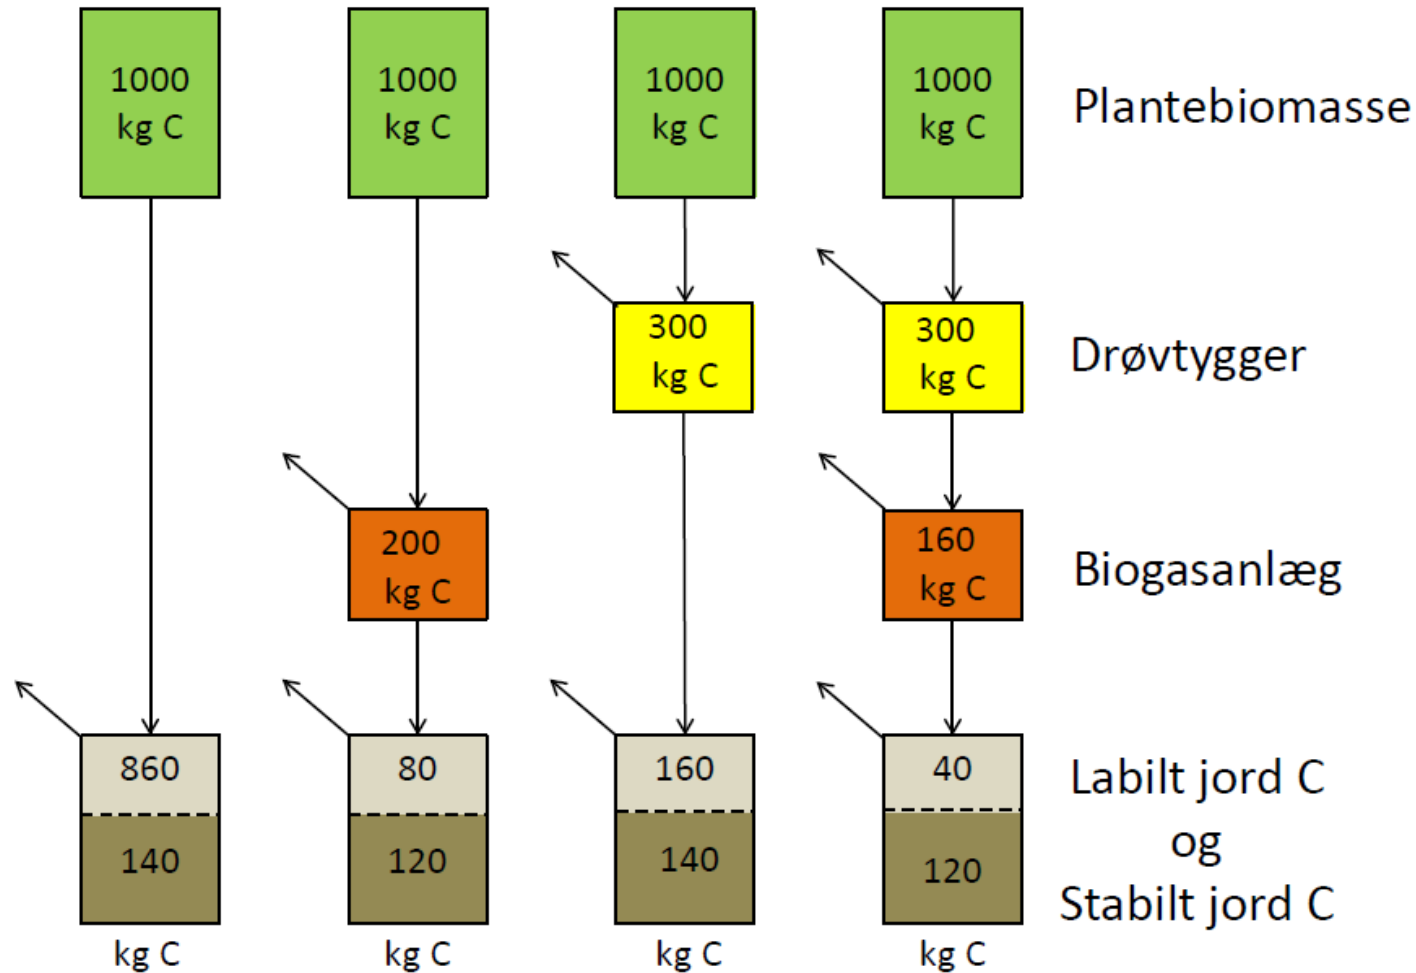 1000
kg C
1000
kg C
1000
kg C
1000
kg C
Plantebiomasse
300
kg C
300
kg C
Drøvtygger
200
kg C
160
kg C
Biogasanlæg
860
80
160
40
Labilt jord C
og
Stabilt jord C
140
120
140
120
kg C
kg C
kg C
kg C